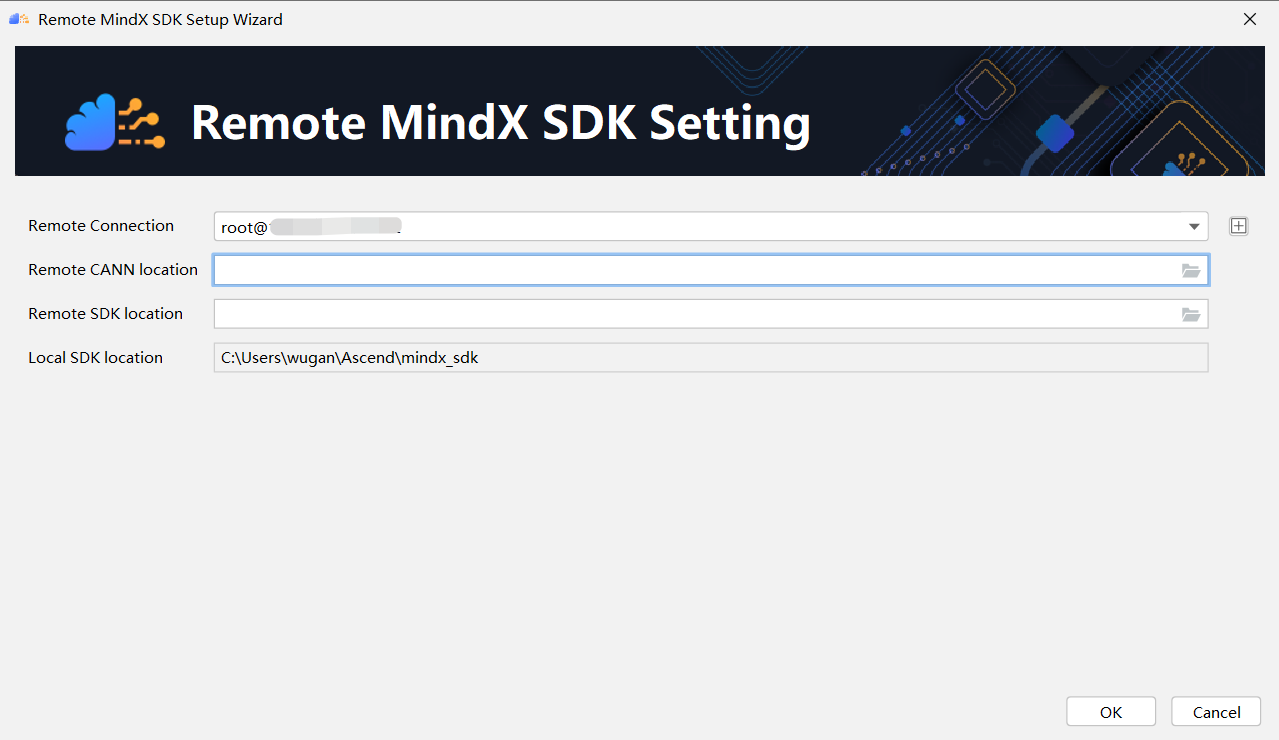 Remote MindX SDK Setup Wizard
Remote MindX SDK Setting
Remote Connection root@
Remote CANN location
Remote SDK location
Local SDK location C:\Users\wugan\Ascend\mindx_sdk
OK Cancel